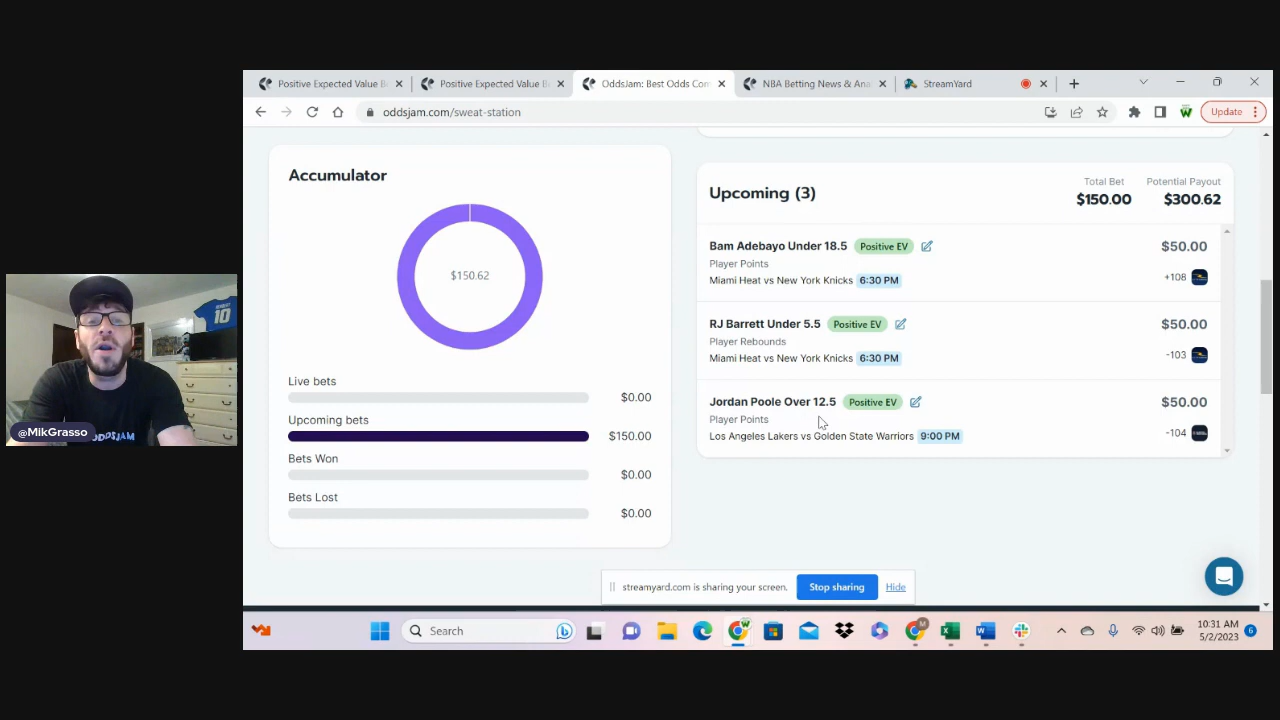 Positive Expected Value B
Positive Expected Value B
OddsJam: Best Odds Com
NBA Betting News & Ana
StreamYard
oddsjam.com/sweat-station
Update
Accumulator
$150.62
Live bets $0.00
Upcoming bets $150.00
Bets Won $0.00
Bets Lost $0.00
Upcoming (3)
Total Bet
$150.00
Potential Payout
$300.62
Bam Adebayo Under 18.5 Positive EV $50.00
Player Points
Miami Heat vs New York Knicks 6:30 PM +108
RJ Barrett Under 5.5 Positive EV $50.00
Player Rebounds
Miami Heat vs New York Knicks 6:30 PM -103
Jordan Poole Over 12.5 Positive EV $50.00
Player Points
Los Angeles Lakers vs Golden State Warriors 9:00 PM -104
10
@MikGrasso
ODDSJAM
streamyard.com is sharing your screen. Stop sharing Hide
Search
10:31 AM
5/2/2023
6